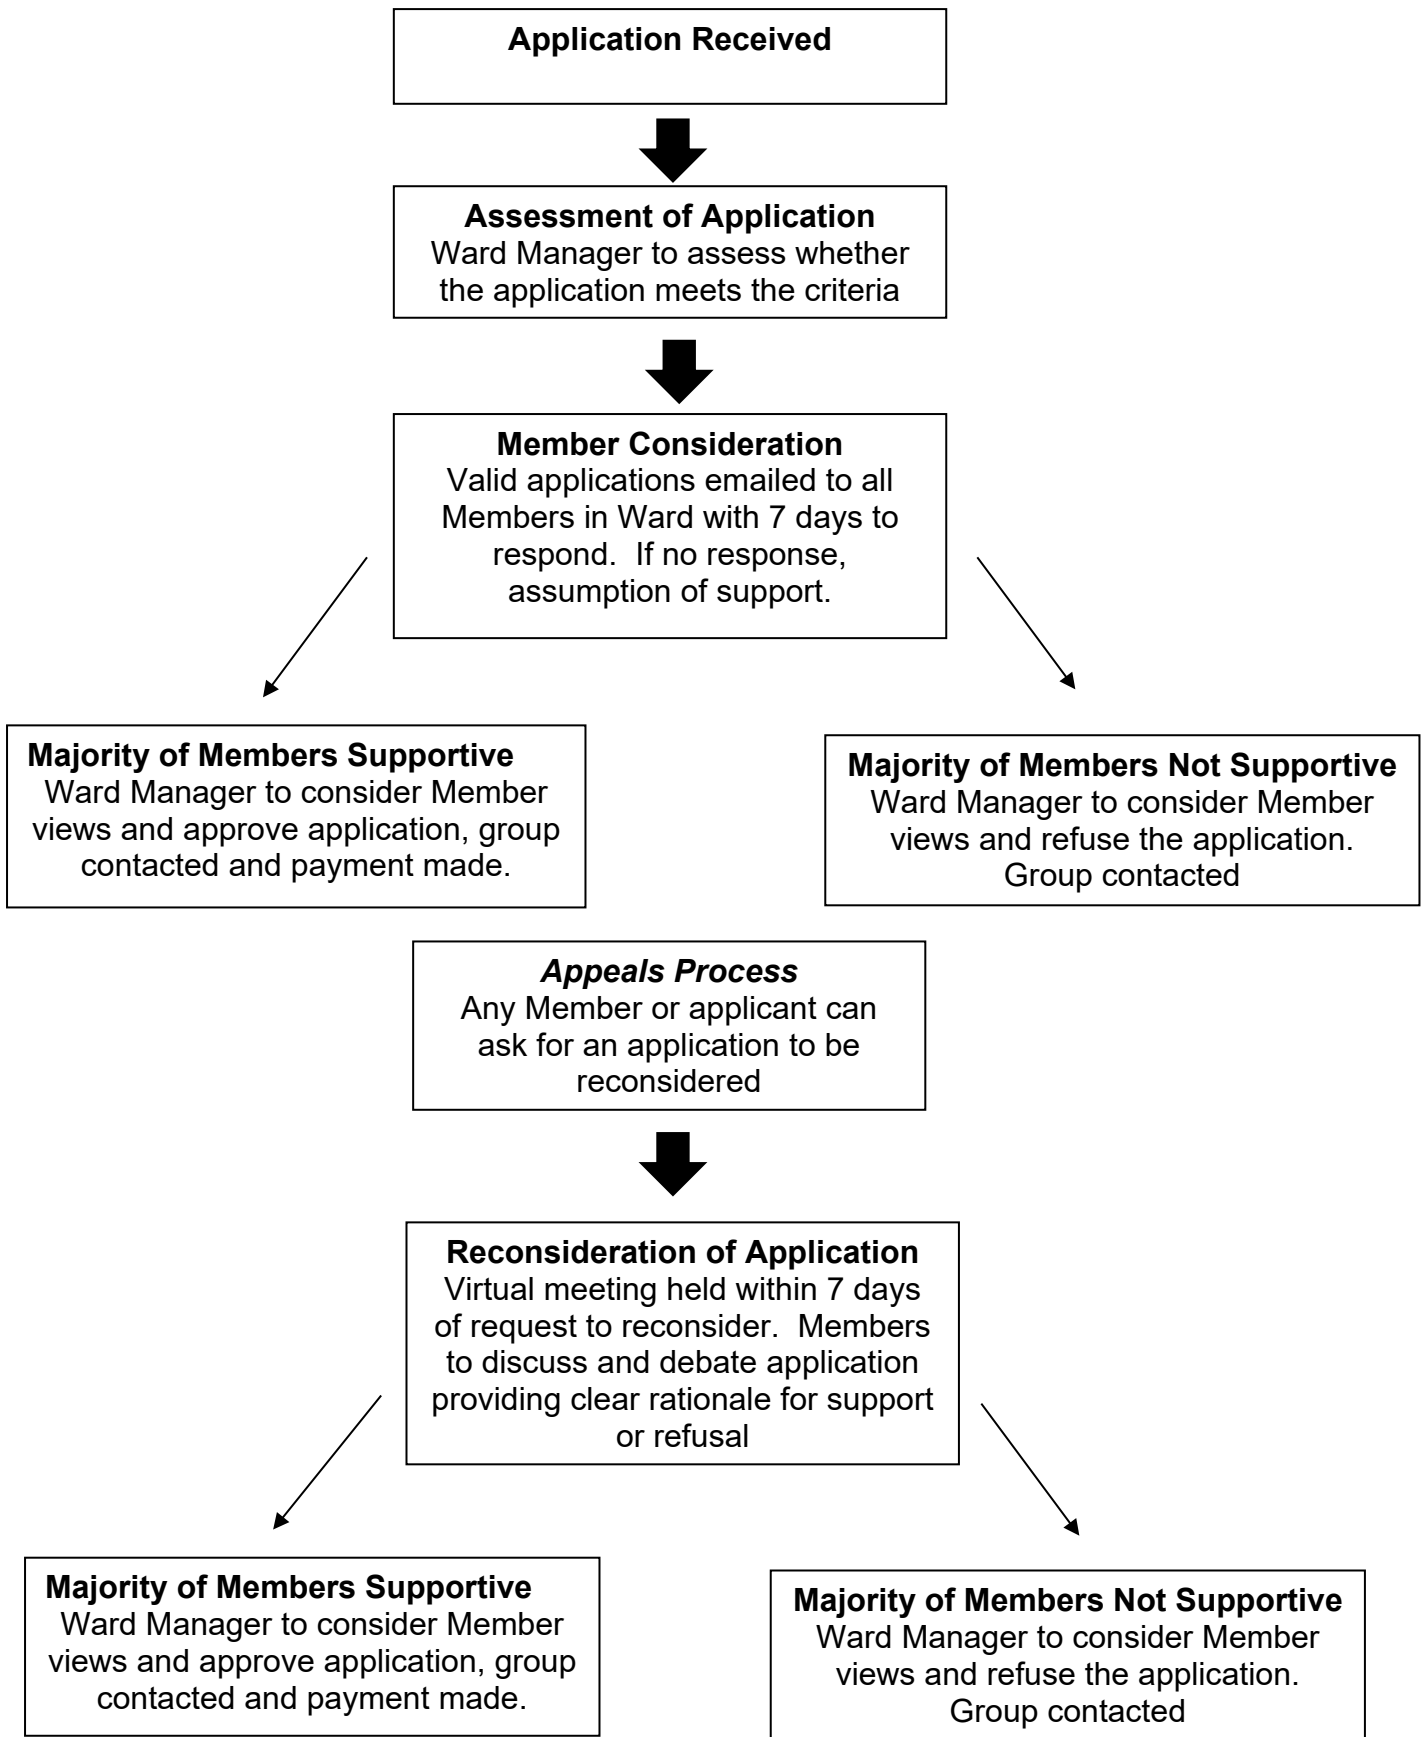 Application Received
Assessment of Application
Ward Manager to assess whether
the application meets the criteria
Member Consideration
Valid applications emailed to all
Members in Ward with 7 days to
respond.  If no response,
assumption of support.
Majority of Members Supportive
Ward Manager to consider Member
views and approve application, group
contacted and payment made.
Majority of Members Not Supportive
Ward Manager to consider Member
views and refuse the application.
Group contacted
Appeals Process
Any Member or applicant can
ask for an application to be
reconsidered
Reconsideration of Application
Virtual meeting held within 7 days
of request to reconsider.  Members
to discuss and debate application
providing clear rationale for support
or refusal
Majority of Members Supportive
Ward Manager to consider Member
views and approve application, group
contacted and payment made.
Majority of Members Not Supportive
Ward Manager to consider Member
views and refuse the application.
Group contacted